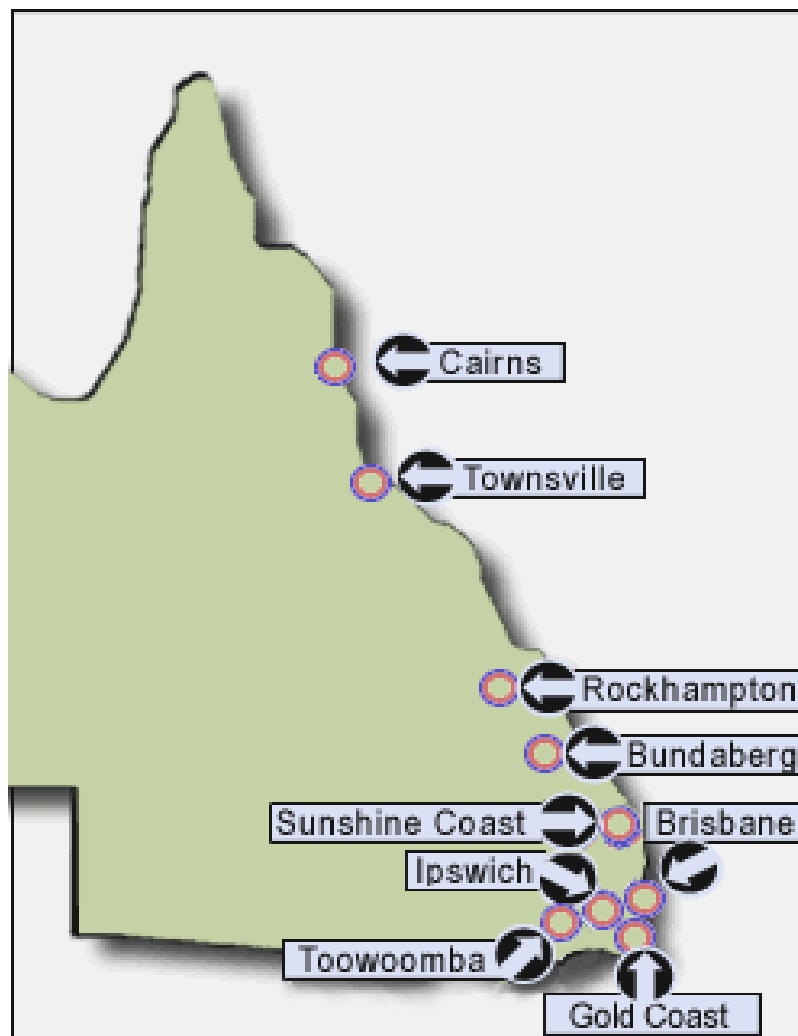 Cairns
Townsville
Rockhampton
Bundaberg
Sunshine Coast
Brisbane
Ipswich
Toowoomba
Gold Coast